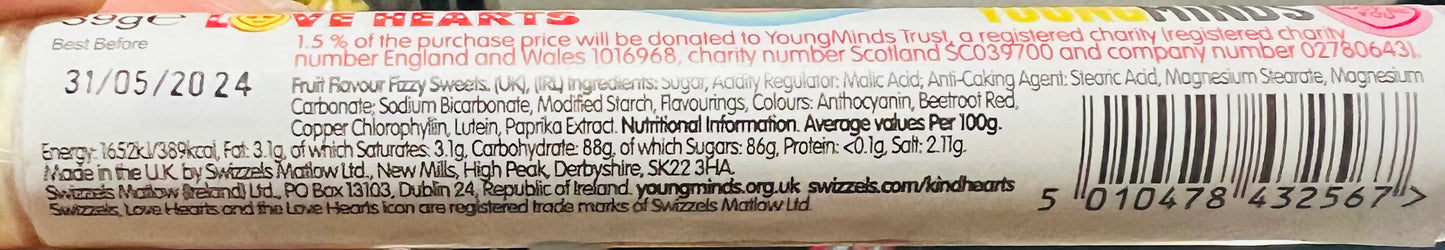 39g℮ LOVE HEARTS YOUNGMINDS
Best Before
1.5 % of the purchase price will be donated to YoungMinds Trust, a registered charity (registered charity
number England and Wales 1016968, charity number Scotland SC039700 and company number 02780643).
31/05/2024
Fruit Flavour Fizzy Sweets. (UK), (IRL) Ingredients: Sugar, Acidity Regulator: Malic Acid; Anti-Caking Agent: Stearic Acid, Magnesium Stearate, Magnesium
Carbonate; Sodium Bicarbonate, Modified Starch, Flavourings, Colours: Anthocyanin, Beetroot Red,
Copper Chlorophyllin, Lutein, Paprika Extract. Nutritional Information. Average values Per 100g.
Energy: 1652kJ/389kcal, Fat: 3.1g, of which Saturates: 3.1g, Carbohydrate: 88g, of which Sugars: 86g, Protein: <0.1g, Salt: 2.11g.
Made in the U.K. by Swizzels Matlow Ltd., New Mills, High Peak, Derbyshire, SK22 3HA.
Swizzels Matlow (Ireland) Ltd., PO Box 13103, Dublin 24, Republic of Ireland. youngminds.org.uk swizzels.com/kindhearts
Swizzels, Love Hearts and the Love Hearts icon are registered trade marks of Swizzels Matlow Ltd.
5 010478 432567 >